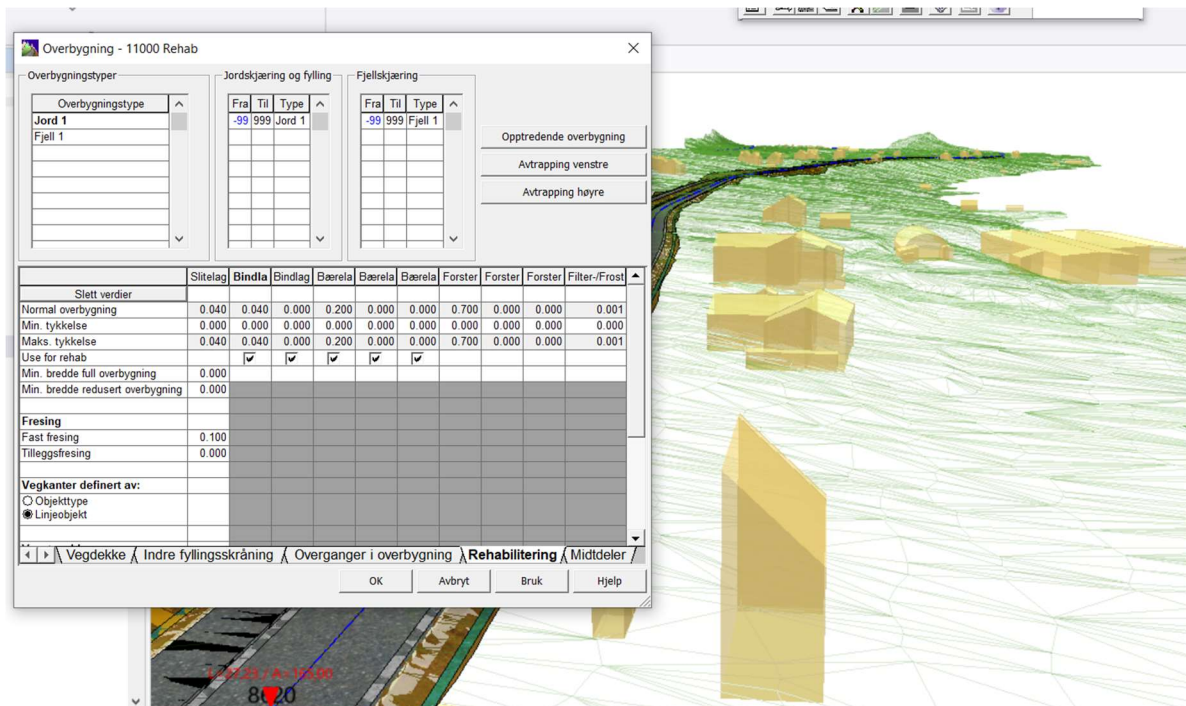 Overbygning - 11000 Rehab
Overbygningstyper
Jordskjæring og fylling
Fjellskjæring
Overbygningstype
Fra Til Type
Fra Til Type
Jord 1
-99 999 Jord 1
-99 999 Fjell 1
Fjell 1
Opptredende overbygning
Avtrapping venstre
Avtrapping høyre
Slitelag Bindla Bindlag Bærela Bærela Bærela Forster Forster Forster Filter-/Frost
Slett verdier
Normal overbygning 0.040 0.040 0.000 0.200 0.000 0.000 0.700 0.000 0.000 0.001
Min. tykkelse 0.000 0.000 0.000 0.000 0.000 0.000 0.000 0.000 0.000 0.000
Maks. tykkelse 0.040 0.040 0.000 0.200 0.000 0.000 0.700 0.000 0.000 0.001
Use for rehab
Min. bredde full overbygning 0.000
Min. bredde redusert overbygning 0.000
Fresing
Fast fresing 0.100
Tilleggsfresing 0.000
Vegkanter definert av:
Objekttype
Linjeobjekt
Vegdekke Indre fyllingsskråning Overganger i overbygning Rehabilitering Midtdeler
OK Avbryt Bruk Hjelp